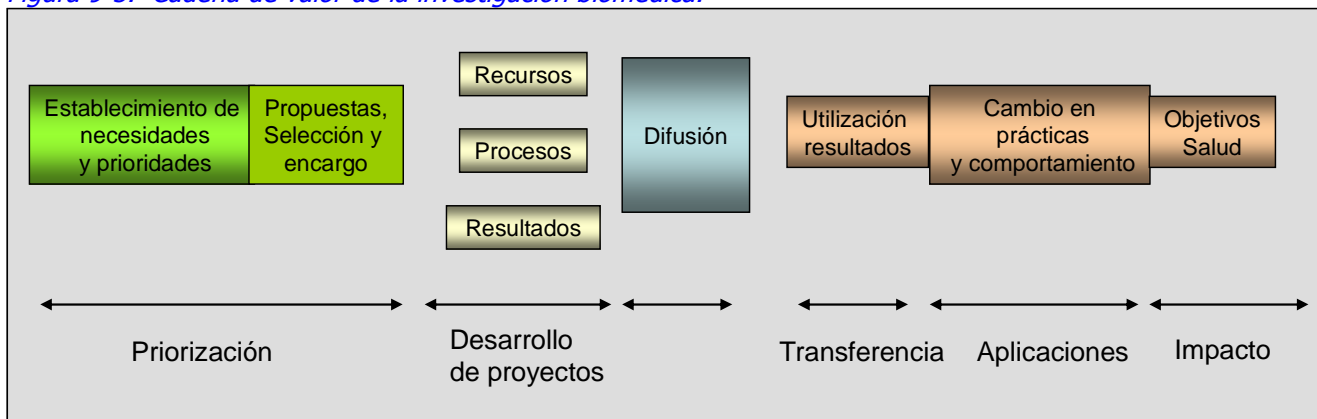 Figura 9-3. Cadena de valor de la investigación biomédica.
Establecimiento de
necesidades
y prioridades
Propuestas,
Selección y
encargo
Recursos
Procesos
Resultados
Difusión
Utilización
resultados
Cambio en
prácticas
y comportamiento
Objetivos
Salud
Priorización
Desarrollo
de proyectos
Transferencia
Aplicaciones
Impacto